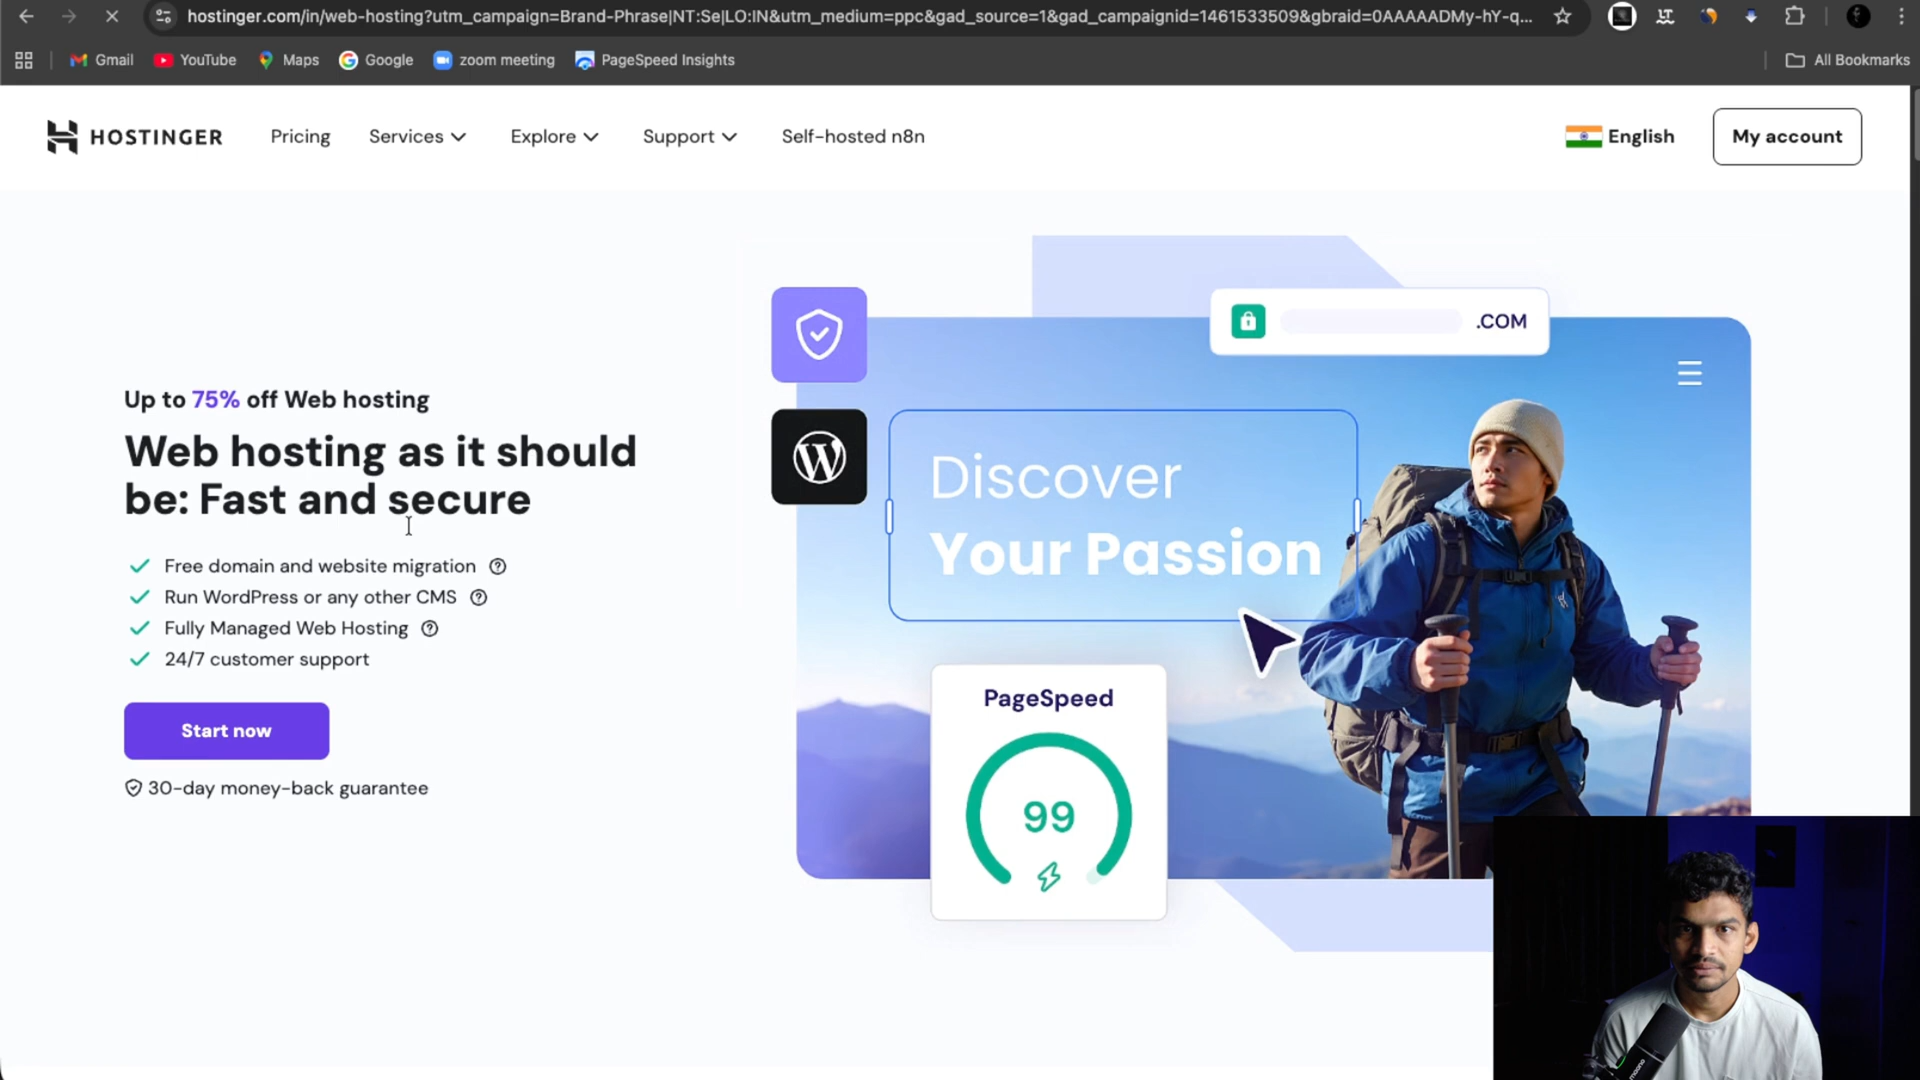 hostinger.com/in/web-hosting?utm_campaign=Brand-Phrase|NT:Se|LO:IN&utm_medium=ppc&gad_source=1&gad_campaignid=1461533509&gbraid=0AAAAADMy-hY-q...
Gmail
YouTube
Maps
Google
zoom meeting
PageSpeed Insights
All Bookmarks
HOSTINGER
Pricing
Services
Explore
Support
Self-hosted n8n
English
My account
.COM
Up to 75% off Web hosting
Web hosting as it should
be: Fast and secure
Free domain and website migration
Run WordPress or any other CMS
Fully Managed Web Hosting
24/7 customer support
Start now
30-day money-back guarantee
Discover
Your Passion
PageSpeed
99